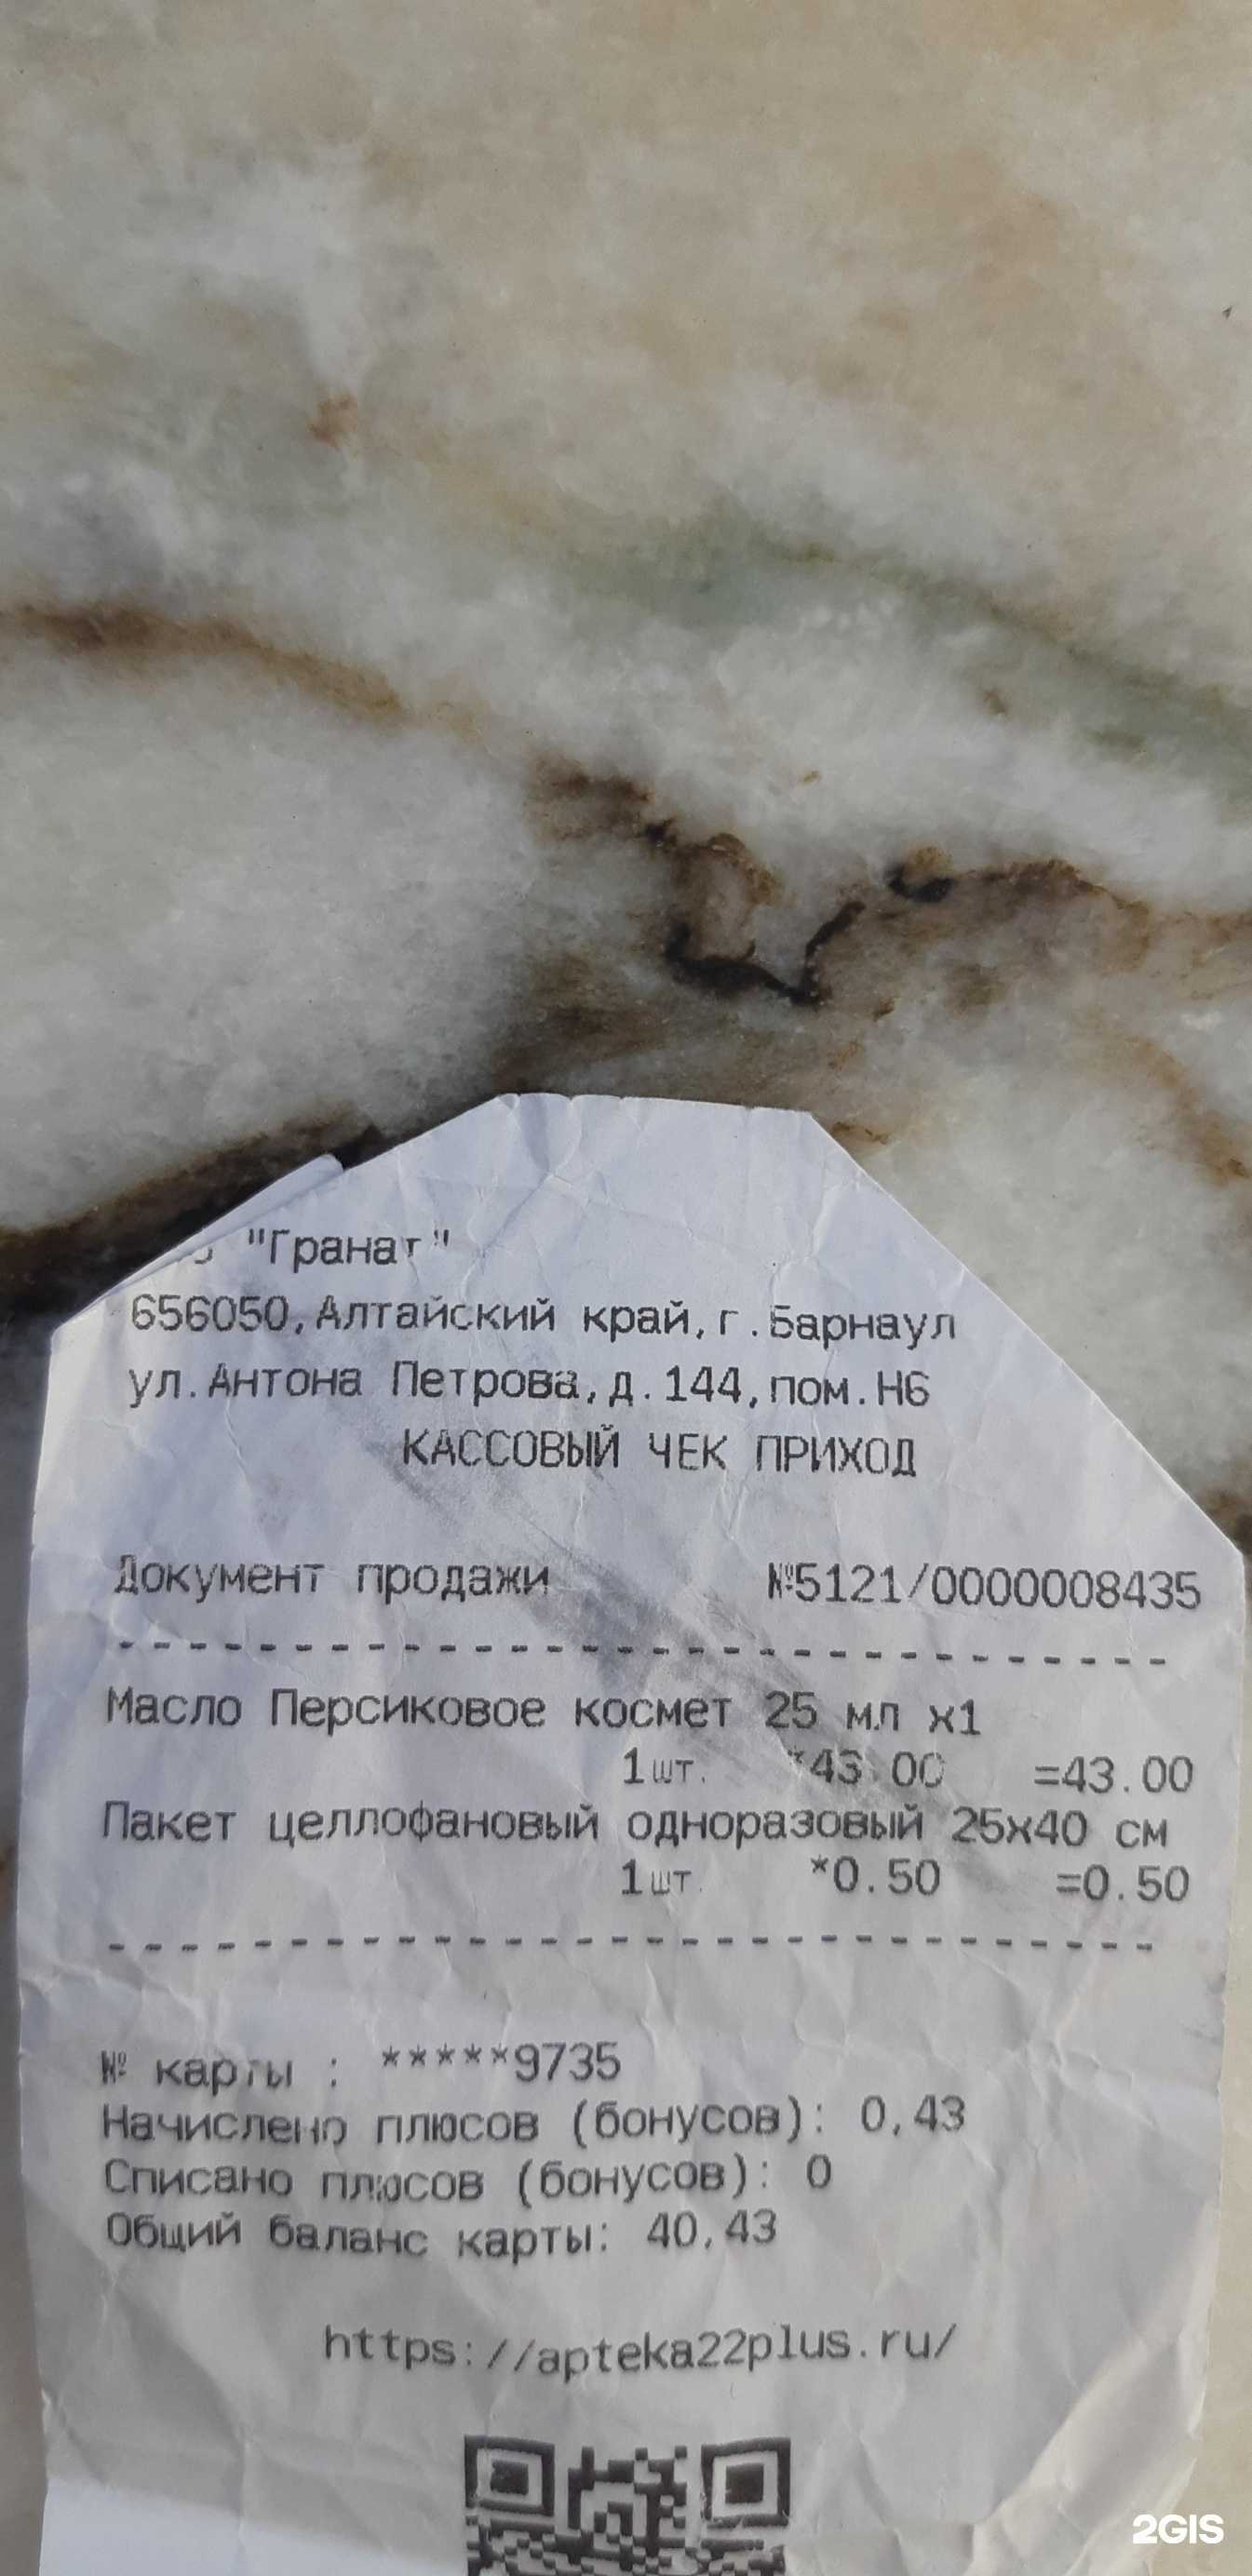 "Гранат"
656050, Алтайский край, г. Барнаул
ул. Антона Петрова, д. 144, пом. Н6
КАССОВЫЙ ЧЕК ПРИХОД
Документ продажи №5121/0000008435
Масло Персиковое космет 25 мл х1
1шт. *43.00 =43.00
Пакет целлофановый одноразовый 25х40 см
1шт. *0.50 =0.50
№ карты : *****9735
Начислено плюсов (бонусов): 0,43
Списано плюсов (бонусов): 0
Общий баланс карты: 40,43
https://apteka22plus.ru/
2GIS